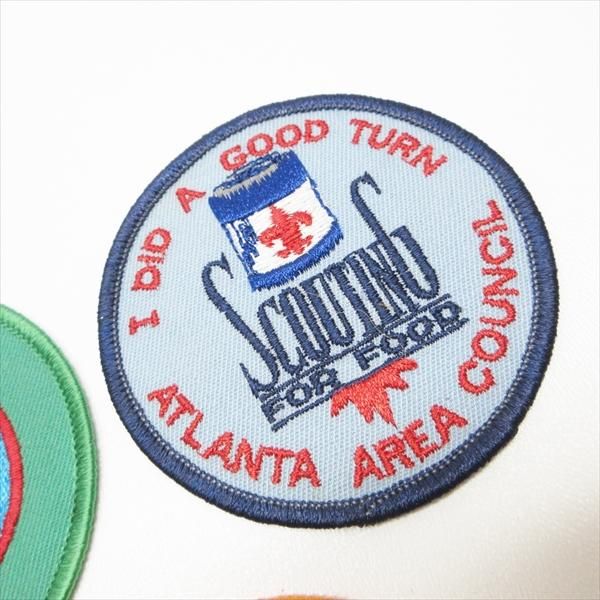 I DID A GOOD TURN
SCOUTING
FOR FOOD
ATLANTA AREA COUNCIL